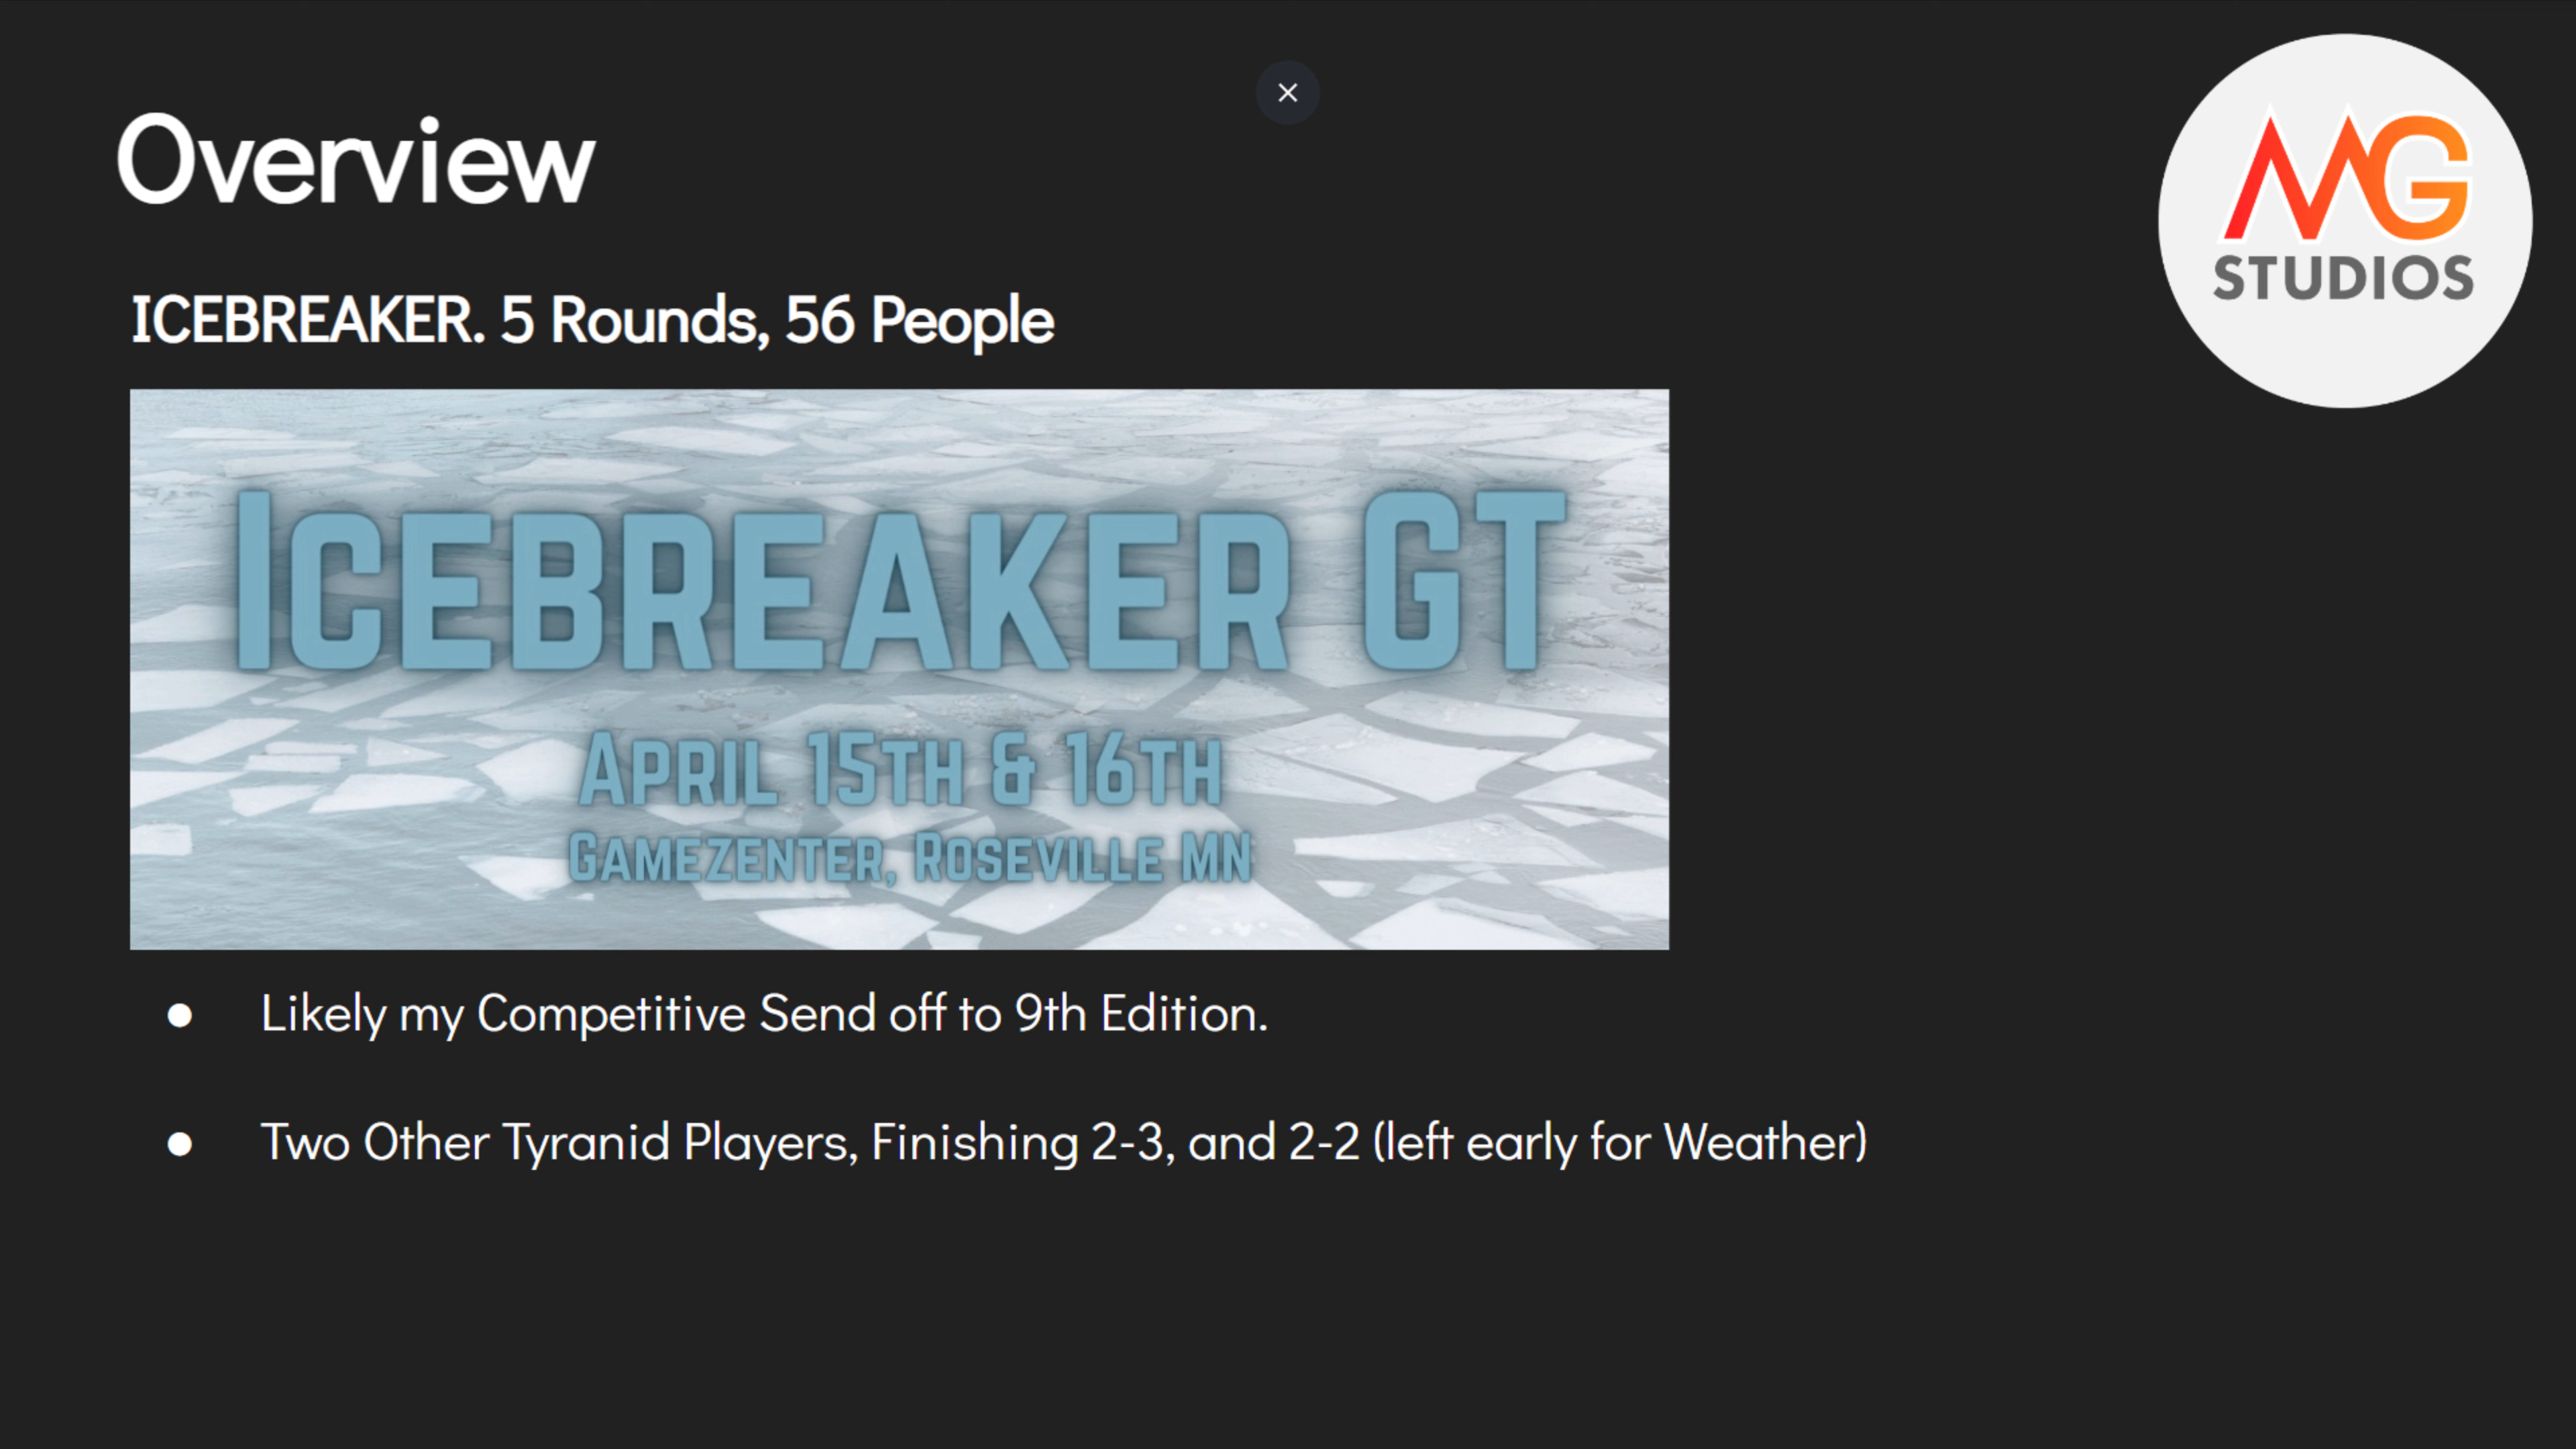 Overview
MG
STUDIOS
ICEBREAKER. 5 Rounds, 56 People
ICEBREAKER GT
APRIL 15TH & 16TH
GAMEZENTER, ROSEVILLE MN
● Likely my Competitive Send off to 9th Edition.
● Two Other Tyranid Players, Finishing 2-3, and 2-2 (left early for Weather)